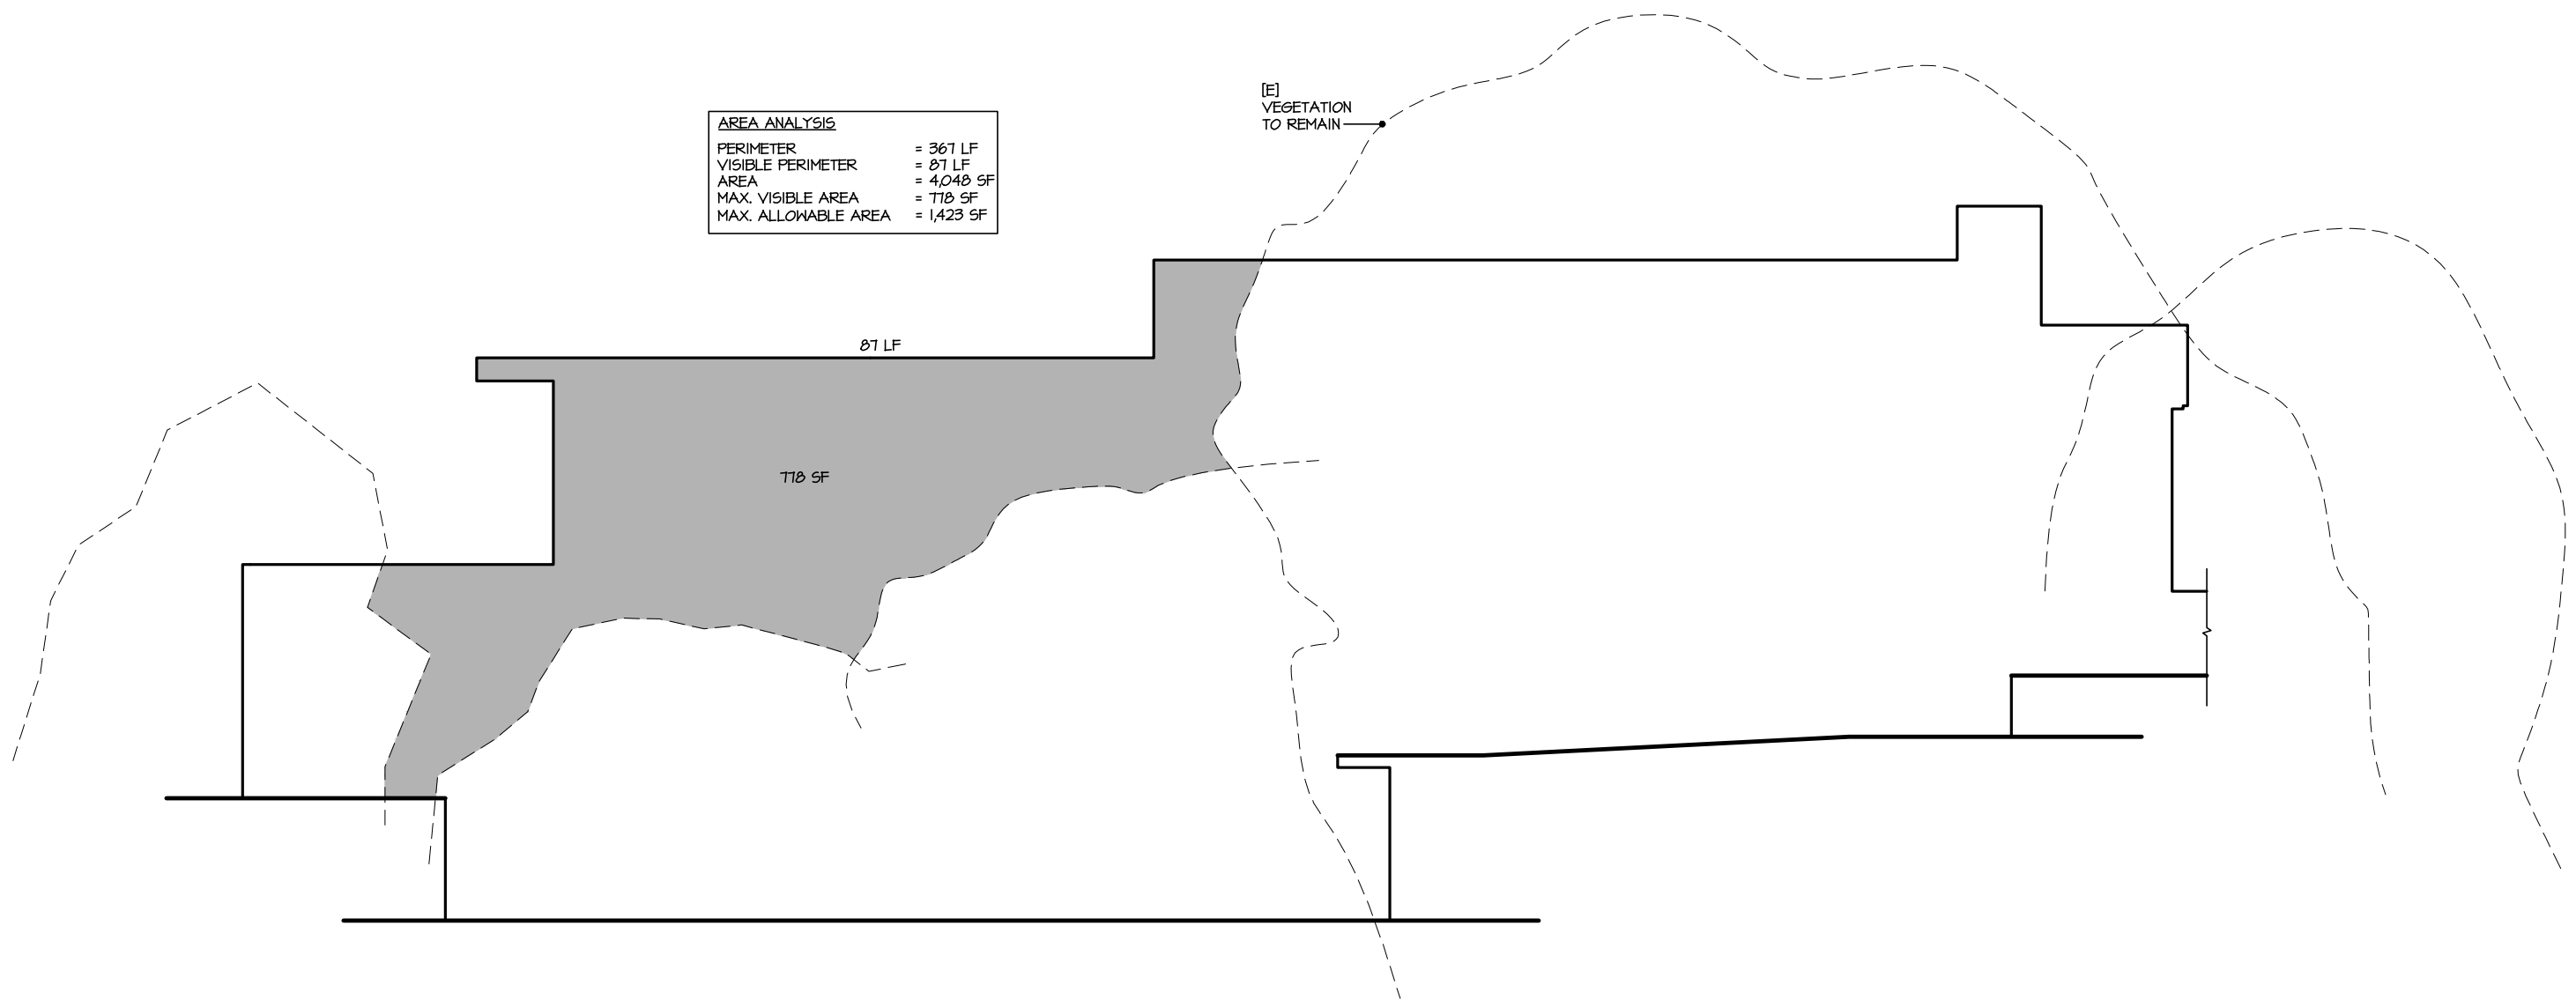 [E]
VEGETATION
TO REMAIN
AREA ANALYSIS
PERIMETER = 367 LF
VISIBLE PERIMETER = 87 LF
AREA = 4,048 SF
MAX. VISIBLE AREA = 778 SF
MAX. ALLOWABLE AREA = 1,423 SF
87 LF
778 SF